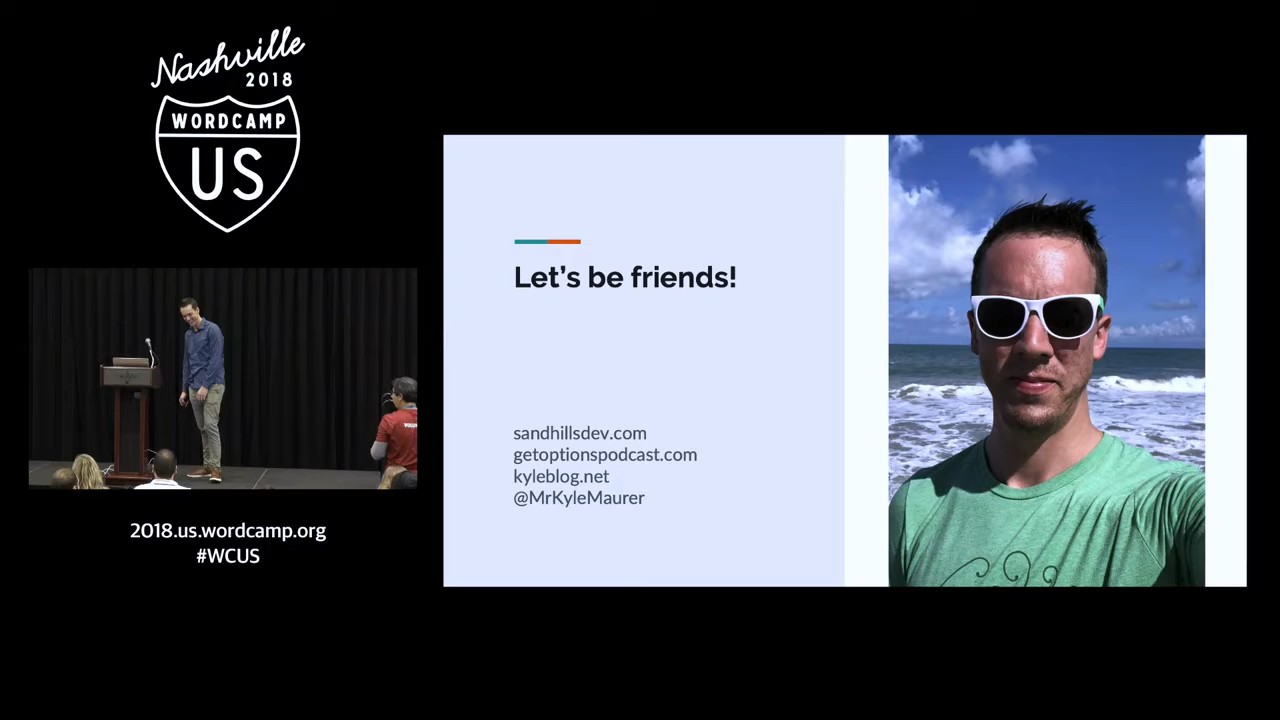 Nashville
2018
WORDCAMP
US
2018.us.wordcamp.org
#WCUS
Let's be friends!
sandhillsdev.com
getoptionspodcast.com
kyleblog.net
@MrKyleMaurer